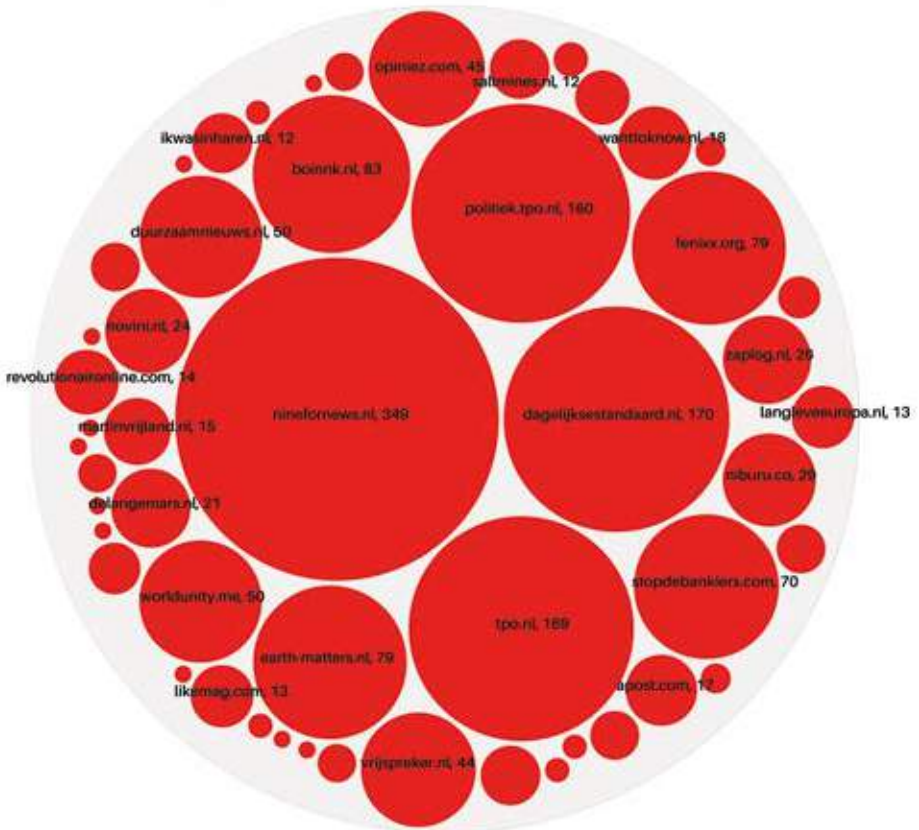 opiniez.com, 45
saltmines.nl, 12
ikwasinharen.nl, 12
wanttoknow.nl, 18
boinnk.nl, 83
politiek.tpo.nl, 160
duurzaamnieuws.nl, 50
fenixx.org, 79
novini.nl, 24
zaplog.nl, 26
revolutionaironline.com, 14
ninefornews.nl, 349
dagelijksestandaard.nl, 170
langleveeuropa.nl, 13
martinvrijland.nl, 15
niburu.co, 29
delangemars.nl, 21
stopdebankiers.com, 70
worldunity.me, 50
tpo.nl, 169
earth-matters.nl, 79
likemag.com, 13
apost.com, 17
vrijspreker.nl, 44